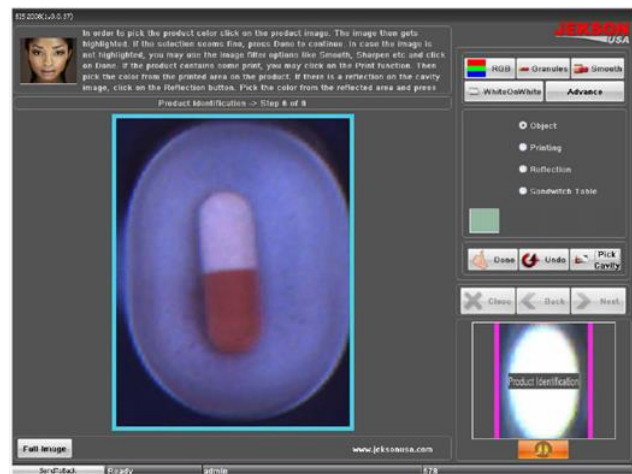 BIS 2006(1v.0.0.37)
In order to pick the product color click on the product image. The image then gets
highlighted. If the selection seems fine, press Done to continue. In case the image is
not highlighted, you may use the image filter options like Smooth, Sharpen etc and click
on Done. If the product contains some print, you may click on the Print function. Then
pick the color from the printed area on the product. If there is a reflection on the cavity
image, click on the Reflection button. Pick the color from the reflected area and press
Product Identification -> Step 6 of 8
JEKSON
USA
RGB
Granules
Smooth
WhiteOnWhite
Advance
Object
Printing
Reflection
Sandwitch Table
Done
Undo
Pick
Cavity
Close
Back
Next
Product Identification
Full Image
www.jeksonusa.com
SendToBack
Ready
admin
578